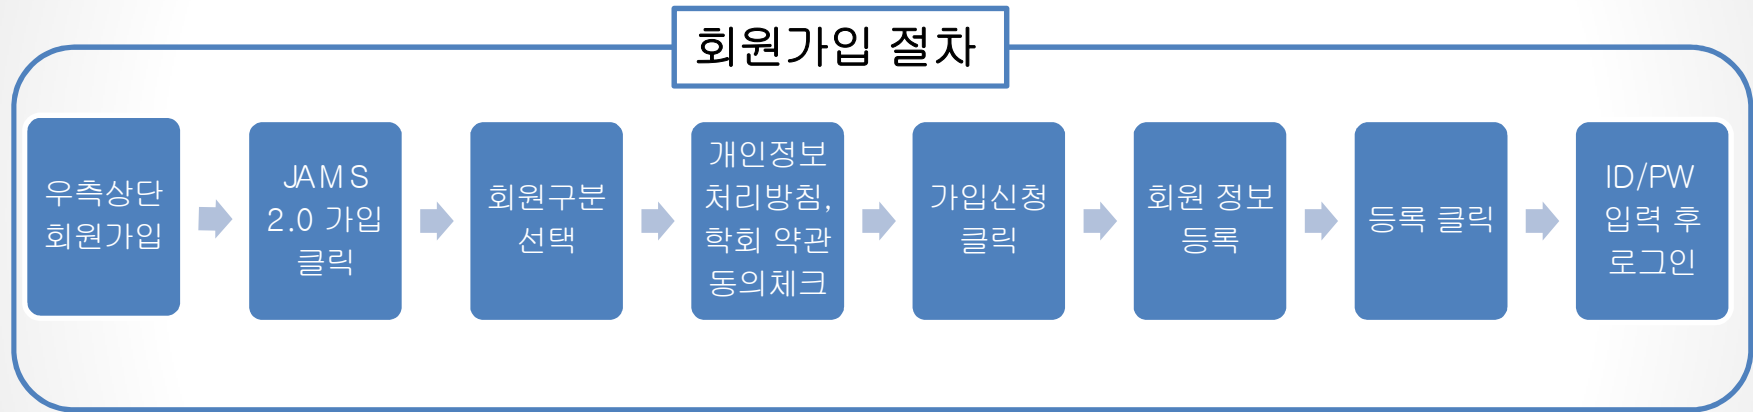 회원가입 절차
우측상단
회원가입
JAMS
2.0 가입
클릭
회원구분
선택
개인정보
처리방침,
학회 약관
동의체크
가입신청
클릭
회원 정보
등록
등록 클릭
ID/PW
입력 후
로그인